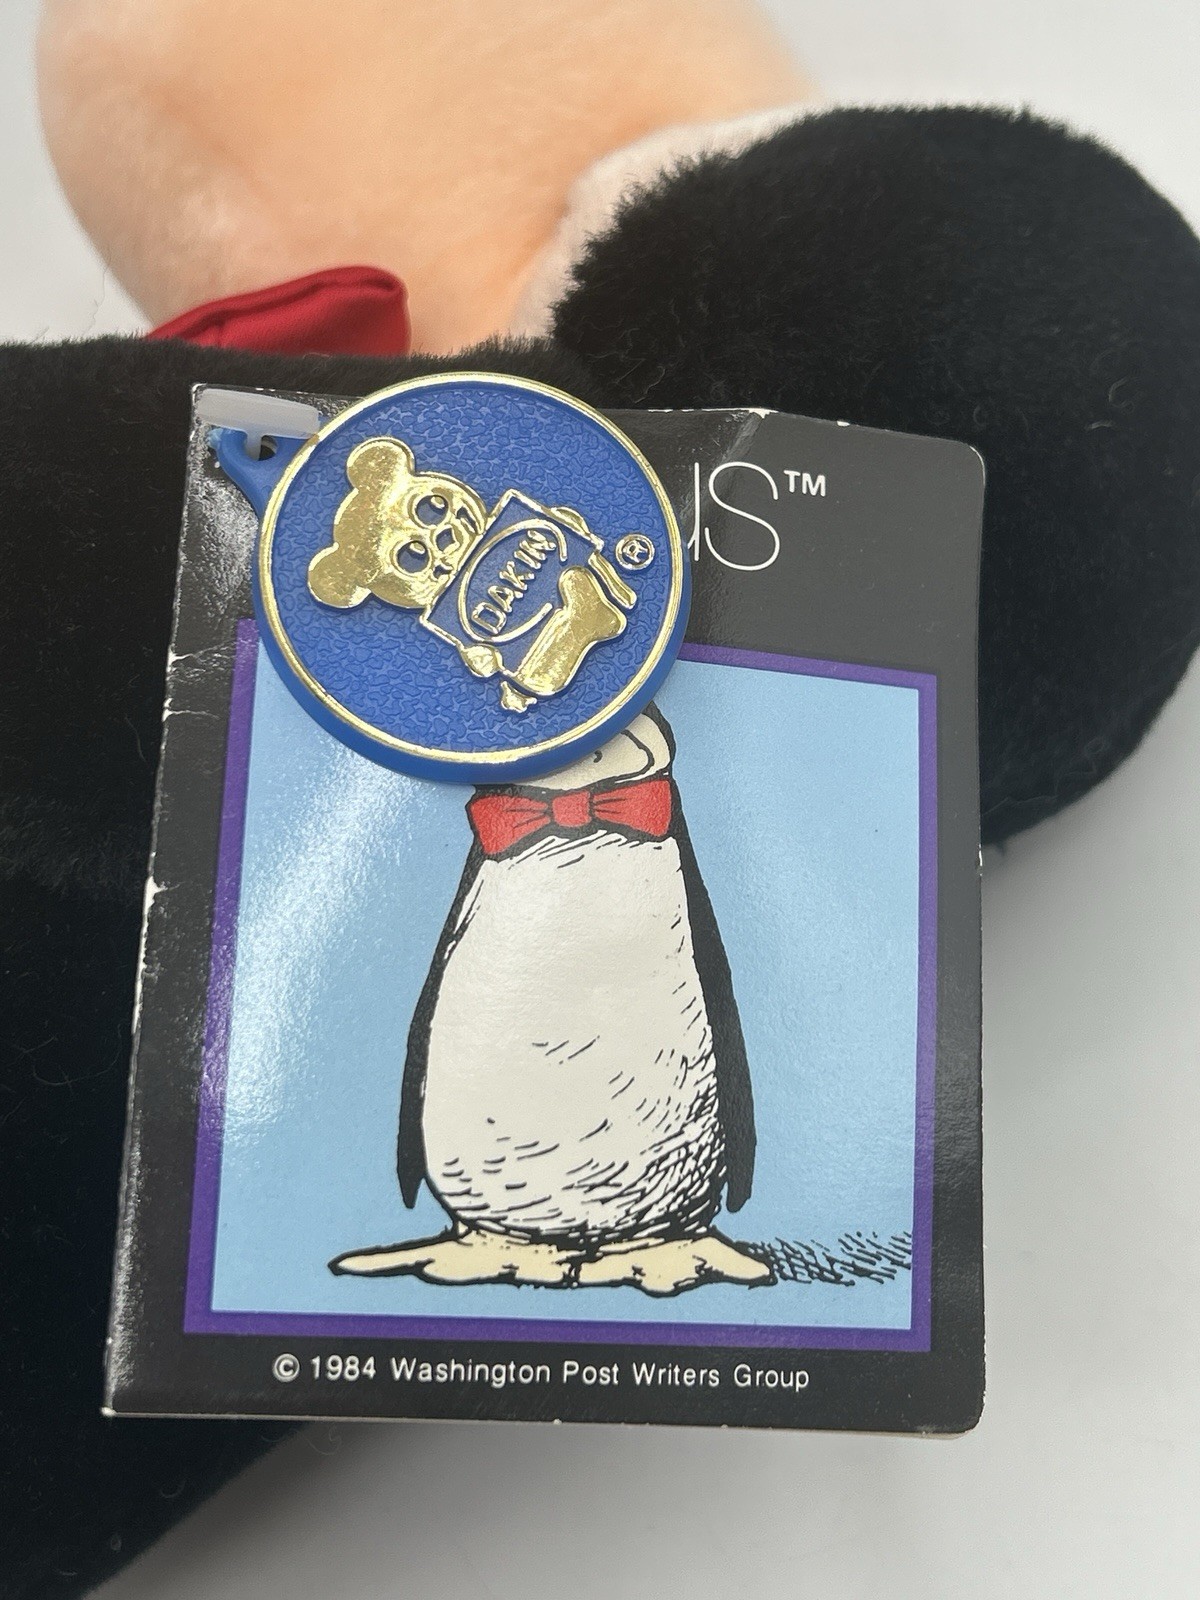 US™
DAKIN
®
© 1984 Washington Post Writers Group